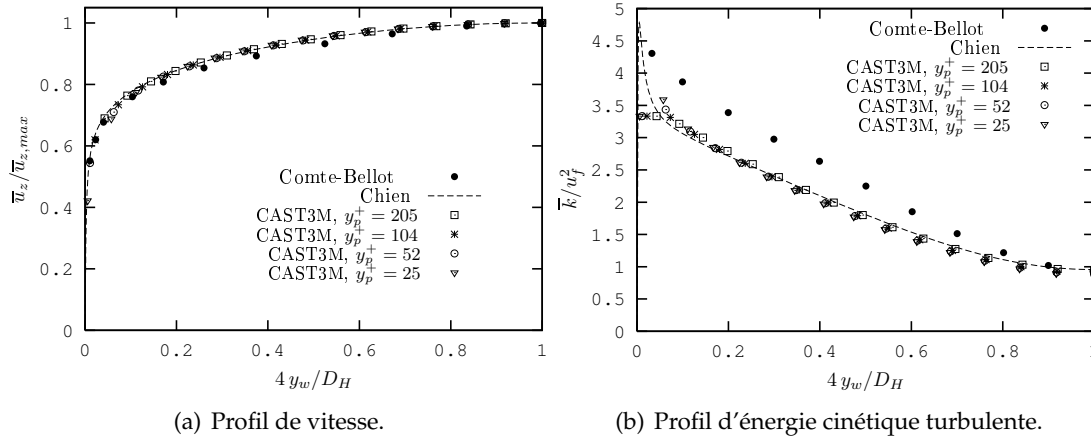 1
0.8
0.6
0.4
0.2
0
u̅_z/u̅_{z,max}
Comte-Bellot
Chien
CAST3M, y_p^+ = 205
CAST3M, y_p^+ = 104
CAST3M, y_p^+ = 52
CAST3M, y_p^+ = 25
0 0.2 0.4 0.6 0.8 1
4 y_w/D_H
(a) Profil de vitesse.
5
4.5
4
3.5
3
2.5
2
1.5
1
0.5
0
k̅/u_f^2
Comte-Bellot
Chien
CAST3M, y_p^+ = 205
CAST3M, y_p^+ = 104
CAST3M, y_p^+ = 52
CAST3M, y_p^+ = 25
0 0.2 0.4 0.6 0.8 1
4 y_w/D_H
(b) Profil d'énergie cinétique turbulente.